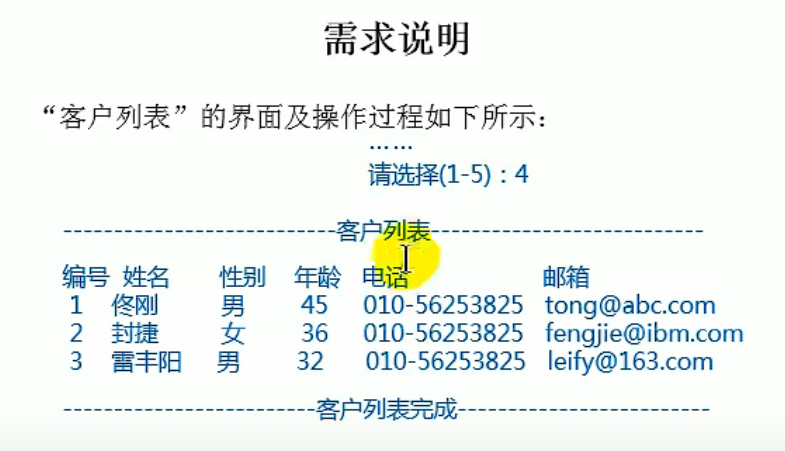 需求说明
“客户列表”的界面及操作过程如下所示：
……
请选择(1-5)：4
---------------------------客户列表---------------------------
编号 姓名 性别 年龄 电话 邮箱
1 佟刚 男 45 010-56253825 tong@abc.com
2 封捷 女 36 010-56253825 fengjie@ibm.com
3 雷丰阳 男 32 010-56253825 leify@163.com
-------------------------客户列表完成-------------------------